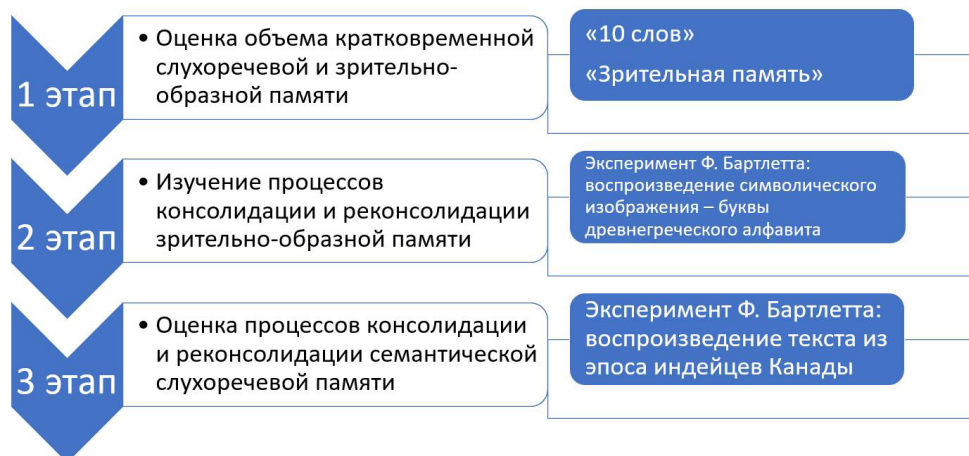 1 этап
• Оценка объема кратковременной
слухоречевой и зрительно-
образной памяти
«10 слов»
«Зрительная память»
2 этап
• Изучение процессов
консолидации и реконсолидации
зрительно-образной памяти
Эксперимент Ф. Бартлетта:
воспроизведение символического
изображения – буквы
древнегреческого алфавита
3 этап
• Оценка процессов консолидации
и реконсолидации семантической
слухоречевой памяти
Эксперимент Ф. Бартлетта:
воспроизведение текста из
эпоса индейцев Канады